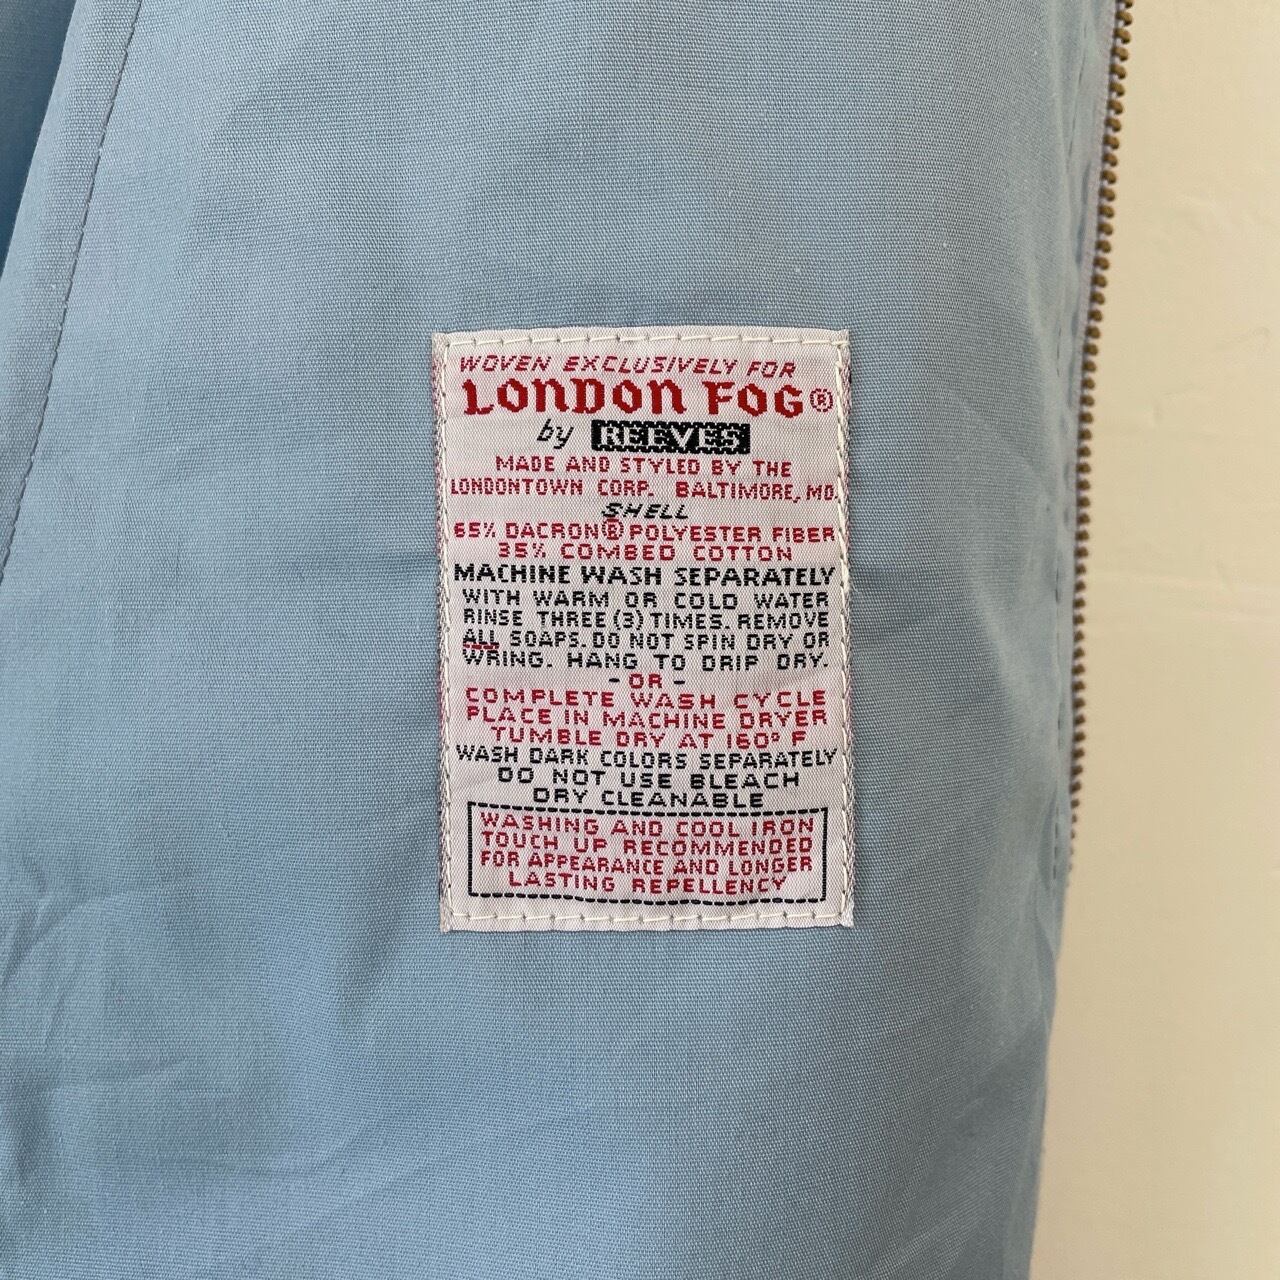 WOVEN EXCLUSIVELY FOR
LONDON FOG®
by REEVES
MADE AND STYLED BY THE
LONDONTOWN CORP. BALTIMORE, MD.
SHELL
65% DACRON® POLYESTER FIBER
35% COMBED COTTON
MACHINE WASH SEPARATELY
WITH WARM OR COLD WATER
RINSE THREE (3) TIMES. REMOVE
ALL SOAPS. DO NOT SPIN DRY OR
WRING. HANG TO DRIP DRY.
- OR -
COMPLETE WASH CYCLE
PLACE IN MACHINE DRYER
TUMBLE DRY AT 160° F
WASH DARK COLORS SEPARATELY
DO NOT USE BLEACH
DRY CLEANABLE
WASHING AND COOL IRON
TOUCH UP RECOMMENDED
FOR APPEARANCE AND LONGER
LASTING REPELLENCY